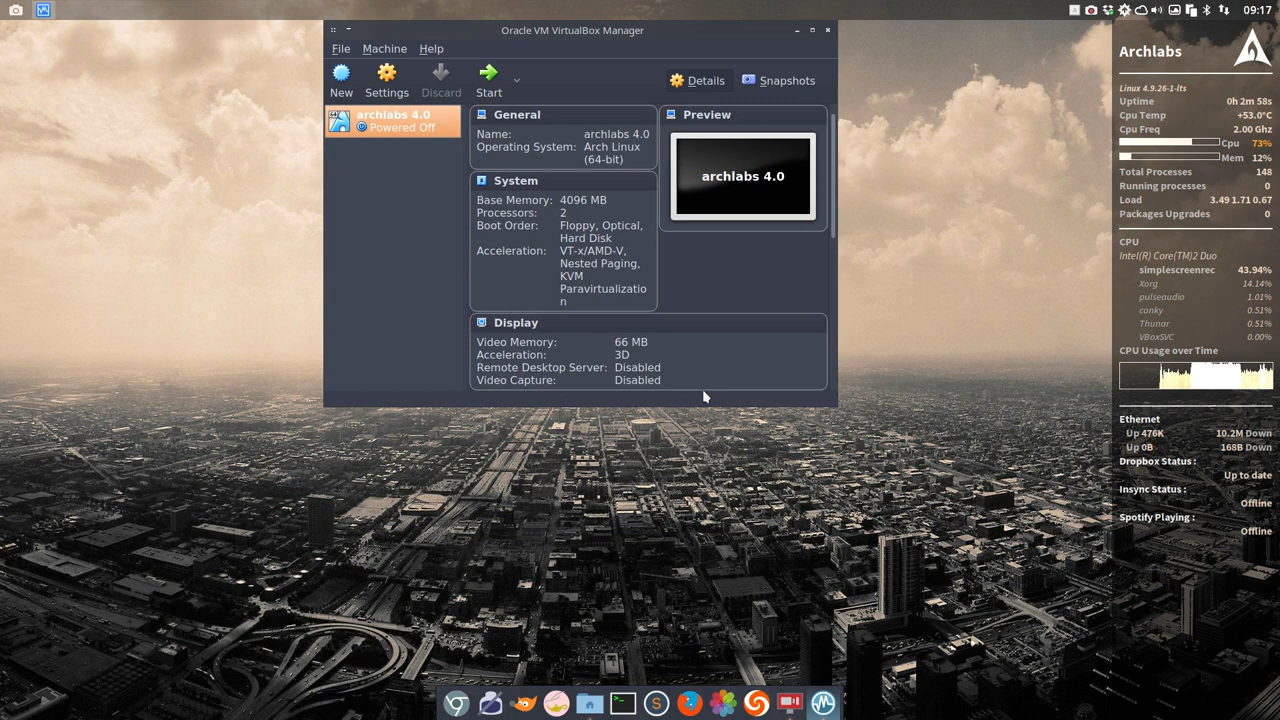 09:17
Oracle VM VirtualBox Manager
File Machine Help
New Settings Discard Start Details Snapshots
archlabs 4.0
Powered Off
General
Name: archlabs 4.0
Operating System: Arch Linux
(64-bit)
System
Base Memory: 4096 MB
Processors: 2
Boot Order: Floppy, Optical,
Hard Disk
Acceleration: VT-x/AMD-V,
Nested Paging,
KVM
Paravirtualizatio
n
Preview
archlabs 4.0
Display
Video Memory: 66 MB
Acceleration: 3D
Remote Desktop Server: Disabled
Video Capture: Disabled
Archlabs
Linux 4.9.26-1-lts
Uptime 0h 2m 58s
Cpu Temp +53.0°C
Cpu Freq 2.00 Ghz
Cpu 73%
Mem 12%
Total Processes 148
Running processes 0
Load 3.49 1.71 0.67
Packages Upgrades 0
CPU
Intel(R) Core(TM)2 Duo
simplescreenrec 43.94%
Xorg 14.14%
pulseaudio 1.01%
conky 0.51%
Thunar 0.51%
VBoxSVC 0.00%
CPU Usage over Time
Ethernet
Up 476K 10.2M Down
Up 0B 168B Down
Dropbox Status :
Up to date
Insync Status :
Offline
Spotify Playing :
Offline